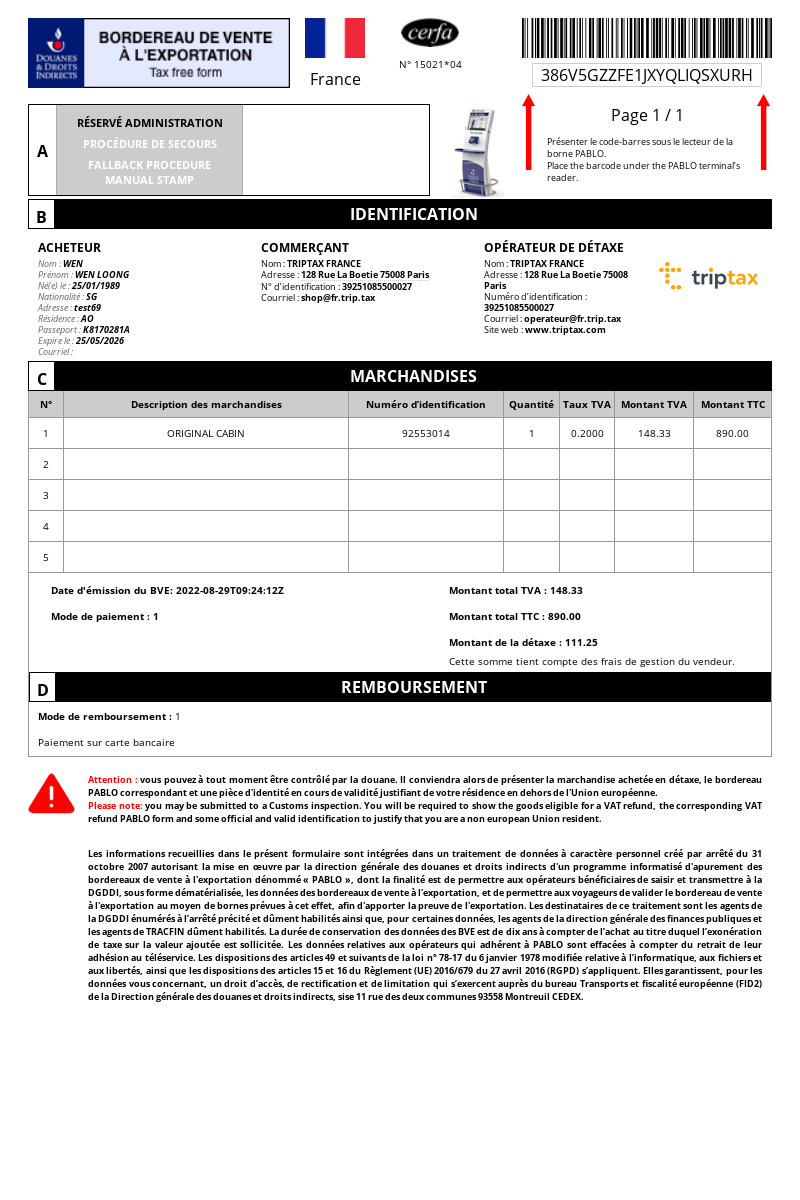 DOUANES
& DROITS
INDIRECTS
BORDEREAU DE VENTE
À L'EXPORTATION
Tax free form
France
cerfa
N° 15021*04
386V5GZZFE1JXYQLIQSXURH
A
RÉSERVÉ ADMINISTRATION
PROCÉDURE DE SECOURS
FALLBACK PROCEDURE
MANUAL STAMP
Page 1 / 1
Présenter le code-barres sous le lecteur de la
borne PABLO.
Place the barcode under the PABLO terminal's
reader.
B IDENTIFICATION
ACHETEUR
Nom : WEN
Prénom : WEN LOONG
Né(e) le : 25/01/1989
Nationalité : SG
Adresse : test69
Résidence : AO
Passeport : K8170281A
Expire le : 25/05/2026
Courriel :
COMMERÇANT
Nom : TRIPTAX FRANCE
Adresse : 128 Rue La Boetie 75008 Paris
N° d'identification : 39251085500027
Courriel : shop@fr.trip.tax
OPÉRATEUR DE DÉTAXE
Nom : TRIPTAX FRANCE
Adresse : 128 Rue La Boetie 75008
Paris
Numéro d'identification :
39251085500027
Courriel : operateur@fr.trip.tax
Site web : www.triptax.com
triptax
C MARCHANDISES
N° Description des marchandises Numéro d'identification Quantité Taux TVA Montant TVA Montant TTC
1 ORIGINAL CABIN 92553014 1 0.2000 148.33 890.00
2
3
4
5
Date d'émission du BVE: 2022-08-29T09:24:12Z
Mode de paiement : 1
Montant total TVA : 148.33
Montant total TTC : 890.00
Montant de la détaxe : 111.25
Cette somme tient compte des frais de gestion du vendeur.
D REMBOURSEMENT
Mode de remboursement : 1
Paiement sur carte bancaire
Attention : vous pouvez à tout moment être contrôlé par la douane. Il conviendra alors de présenter la marchandise achetée en détaxe, le bordereau
PABLO correspondant et une pièce d'identité en cours de validité justifiant de votre résidence en dehors de l'Union européenne.
Please note: you may be submitted to a Customs inspection. You will be required to show the goods eligible for a VAT refund, the corresponding VAT
refund PABLO form and some official and valid identification to justify that you are a non european Union resident.
Les informations recueillies dans le présent formulaire sont intégrées dans un traitement de données à caractère personnel créé par arrêté du 31
octobre 2007 autorisant la mise en œuvre par la direction générale des douanes et droits indirects d'un programme informatisé d'apurement des
bordereaux de vente à l'exportation dénommé « PABLO », dont la finalité est de permettre aux opérateurs bénéficiaires de saisir et transmettre à la
DGDDI, sous forme dématérialisée, les données des bordereaux de vente à l'exportation, et de permettre aux voyageurs de valider le bordereau de vente
à l'exportation au moyen de bornes prévues à cet effet, afin d'apporter la preuve de l'exportation. Les destinataires de ce traitement sont les agents de
la DGDDI énumérés à l'arrêté précité et dûment habilités ainsi que, pour certaines données, les agents de la direction générale des finances publiques et
les agents de TRACFIN dûment habilités. La durée de conservation des données des BVE est de dix ans à compter de l'achat au titre duquel l'exonération
de taxe sur la valeur ajoutée est sollicitée. Les données relatives aux opérateurs qui adhérent à PABLO sont effacées à compter du retrait de leur
adhésion au téléservice. Les dispositions des articles 49 et suivants de la loi n° 78-17 du 6 janvier 1978 modifiée relative à l'informatique, aux fichiers et
aux libertés, ainsi que les dispositions des articles 15 et 16 du Règlement (UE) 2016/679 du 27 avril 2016 (RGPD) s'appliquent. Elles garantissent, pour les
données vous concernant, un droit d'accès, de rectification et de limitation qui s'exercent auprès du bureau Transports et fiscalité européenne (FID2)
de la Direction générale des douanes et droits indirects, sise 11 rue des deux communes 93558 Montreuil CEDEX.